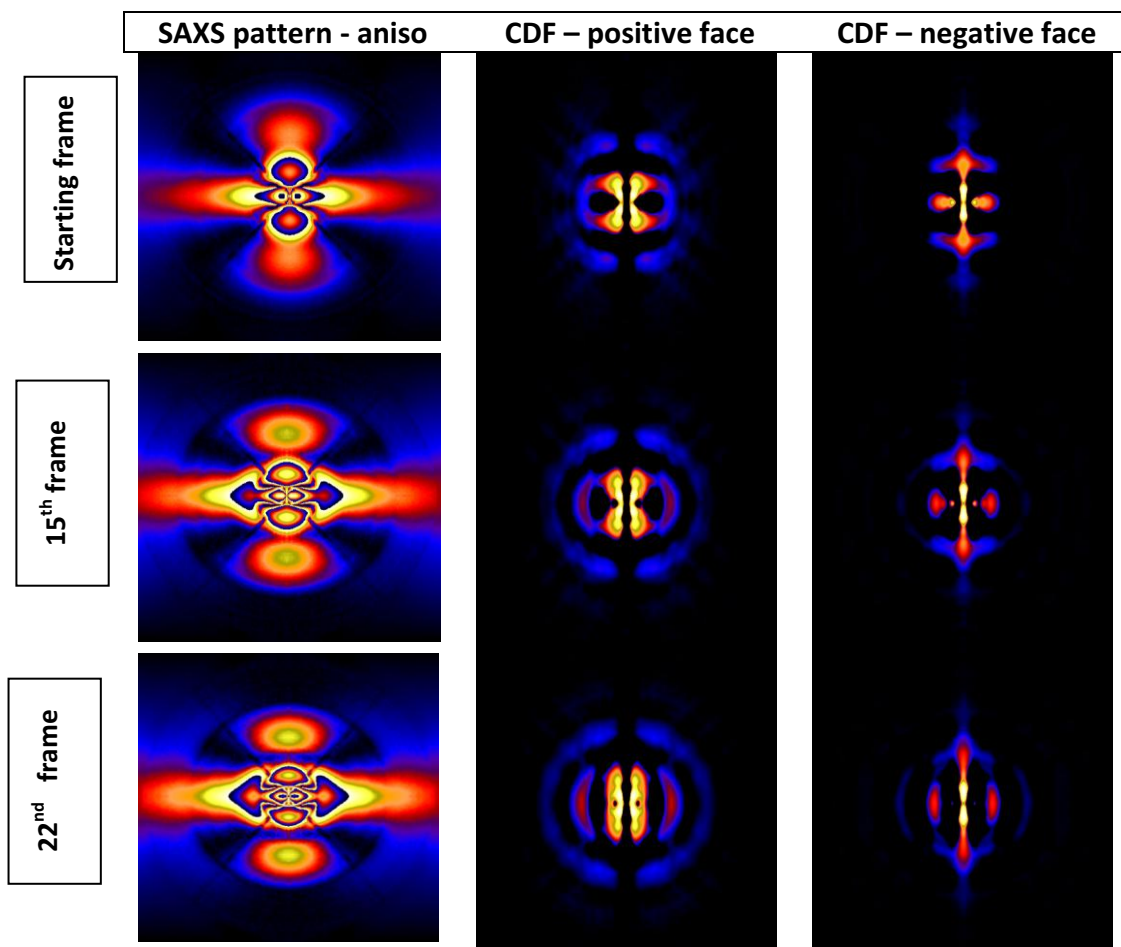 SAXS pattern - aniso CDF – positive face CDF – negative face
Starting frame
15th frame
22nd frame